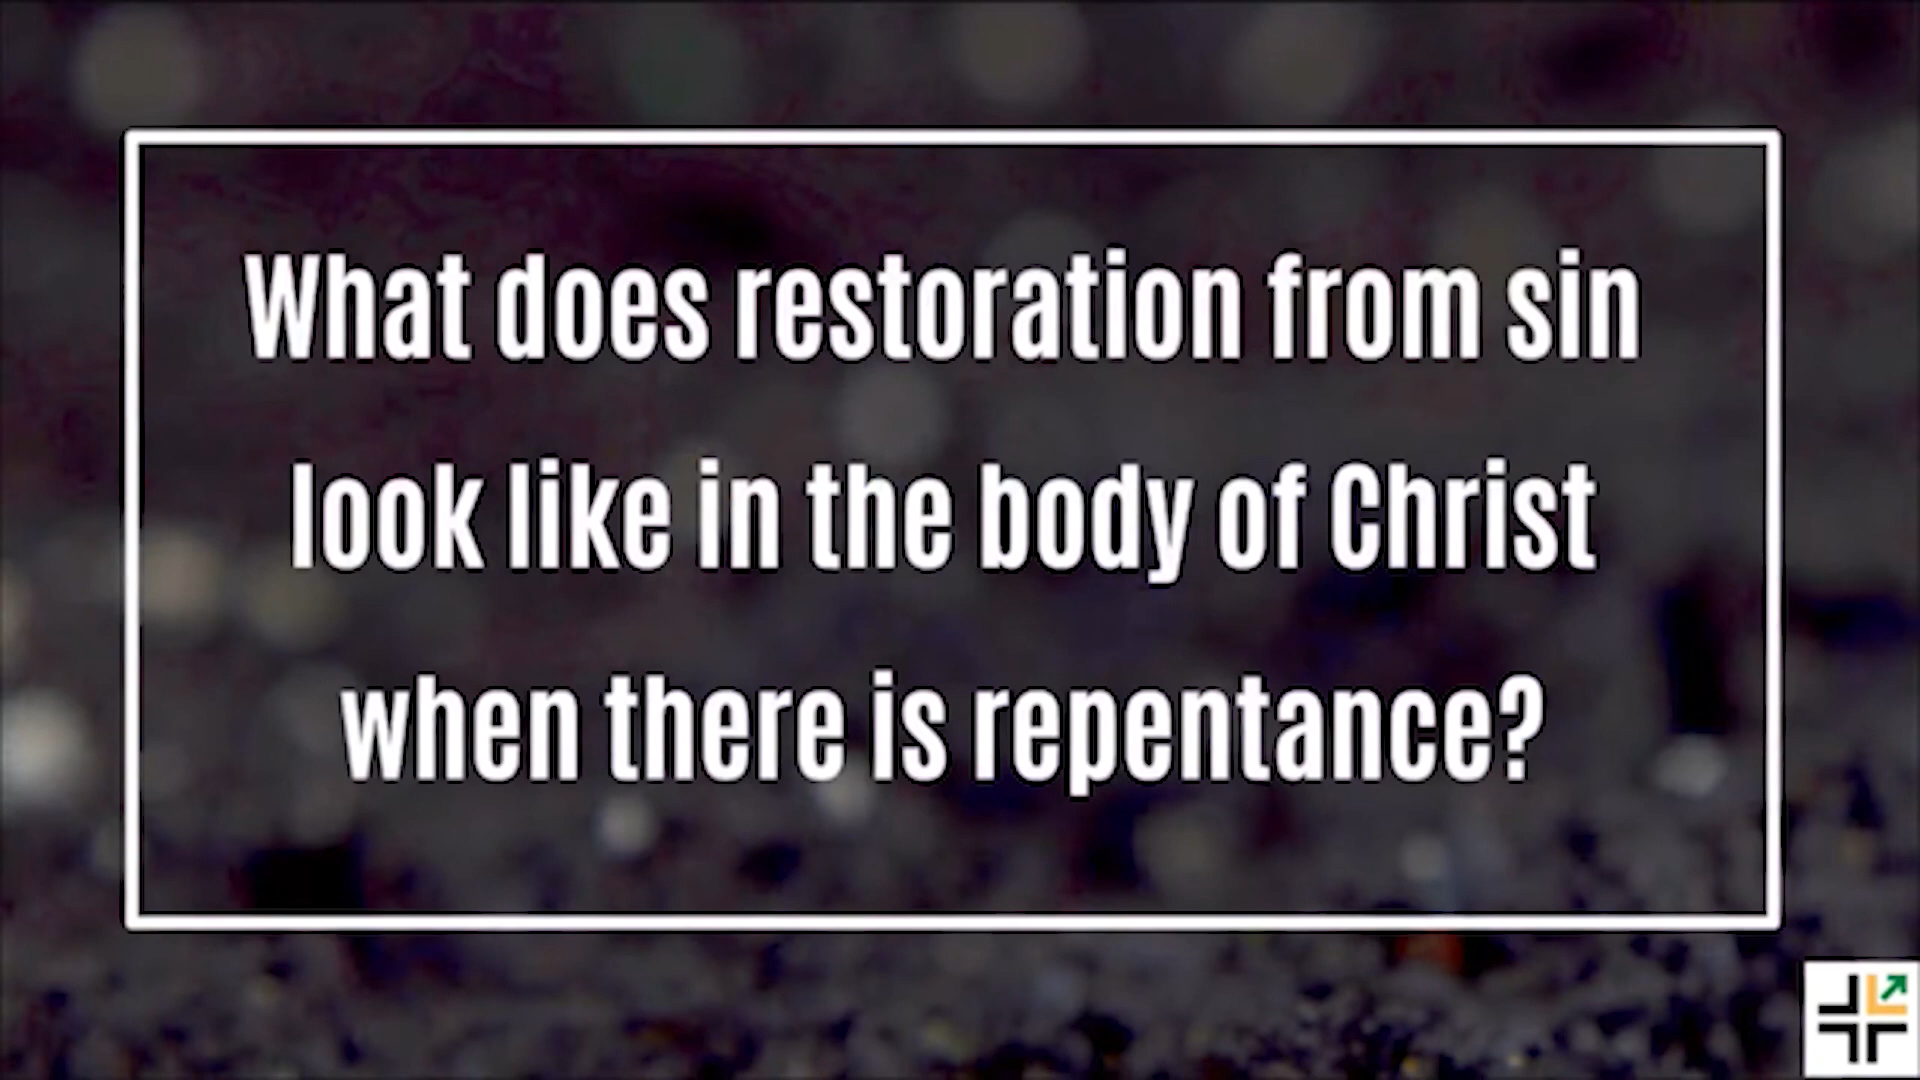 What does restoration from sin
look like in the body of Christ
when there is repentance?